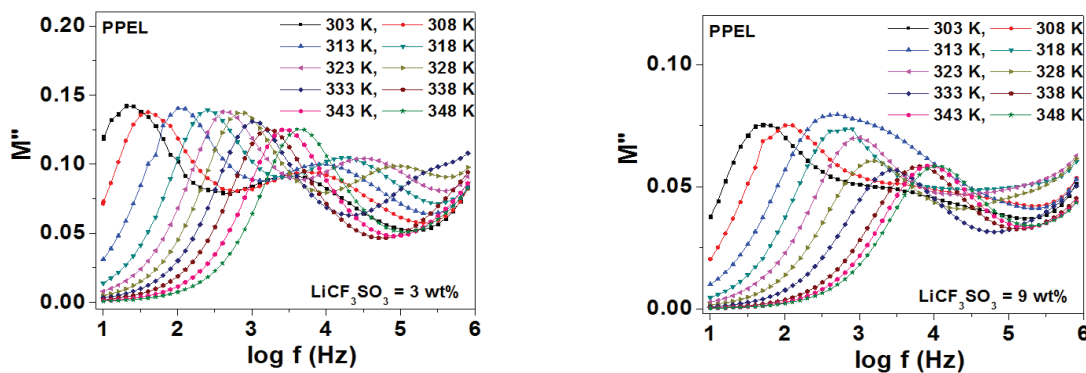 PPEL
303 K, 308 K
313 K, 318 K
323 K, 328 K
333 K, 338 K
343 K, 348 K
0.20
0.15
0.10
0.05
0.00
M"
LiCF₃SO₃ = 3 wt%
1 2 3 4 5 6
log f (Hz)
PPEL
303 K, 308 K
313 K, 318 K
323 K, 328 K
333 K, 338 K
343 K, 348 K
0.10
0.05
0.00
M"
LiCF₃SO₃ = 9 wt%
1 2 3 4 5 6
log f (Hz)